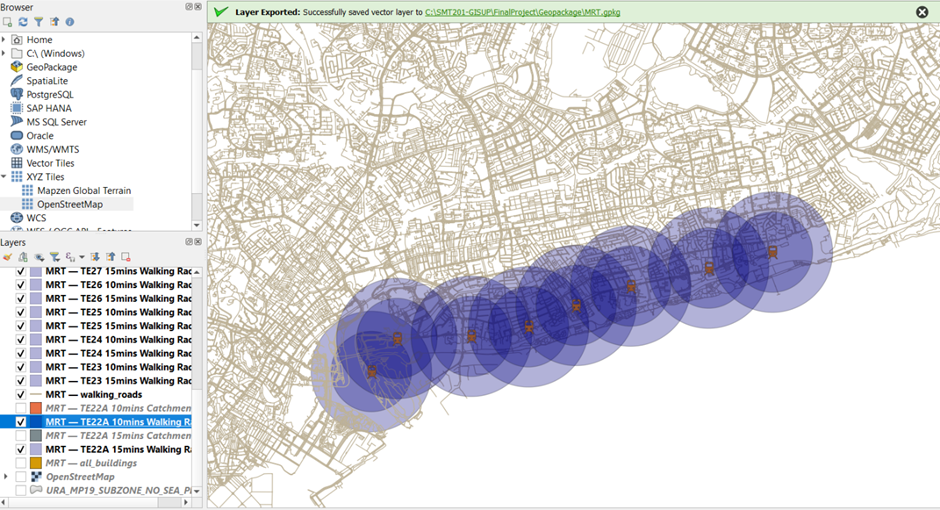 Browser
Home
C:\ (Windows)
GeoPackage
SpatiaLite
PostgreSQL
SAP HANA
MS SQL Server
Oracle
WMS/WMTS
Vector Tiles
XYZ Tiles
Mapzen Global Terrain
OpenStreetMap
WCS
Layers
MRT — TE27 15mins Walking Rad
MRT — TE26 10mins Walking Rad
MRT — TE26 15mins Walking Rad
MRT — TE25 10mins Walking Rad
MRT — TE25 15mins Walking Rad
MRT — TE24 10mins Walking Rad
MRT — TE24 15mins Walking Rad
MRT — TE23 10mins Walking Rad
MRT — TE23 15mins Walking Rad
MRT — walking_roads
MRT — TE22A 10mins Catchmen
MRT — TE22A 10mins Walking Ra
MRT — TE22A 15mins Catchmen
MRT — TE22A 15mins Walking Ra
MRT — all_buildings
OpenStreetMap
URA_MP19_SUBZONE_NO_SEA_P
Layer Exported: Successfully saved vector layer to C:\SMT201-GISUP\FinalProject\Geopackage\MRT.gpkg